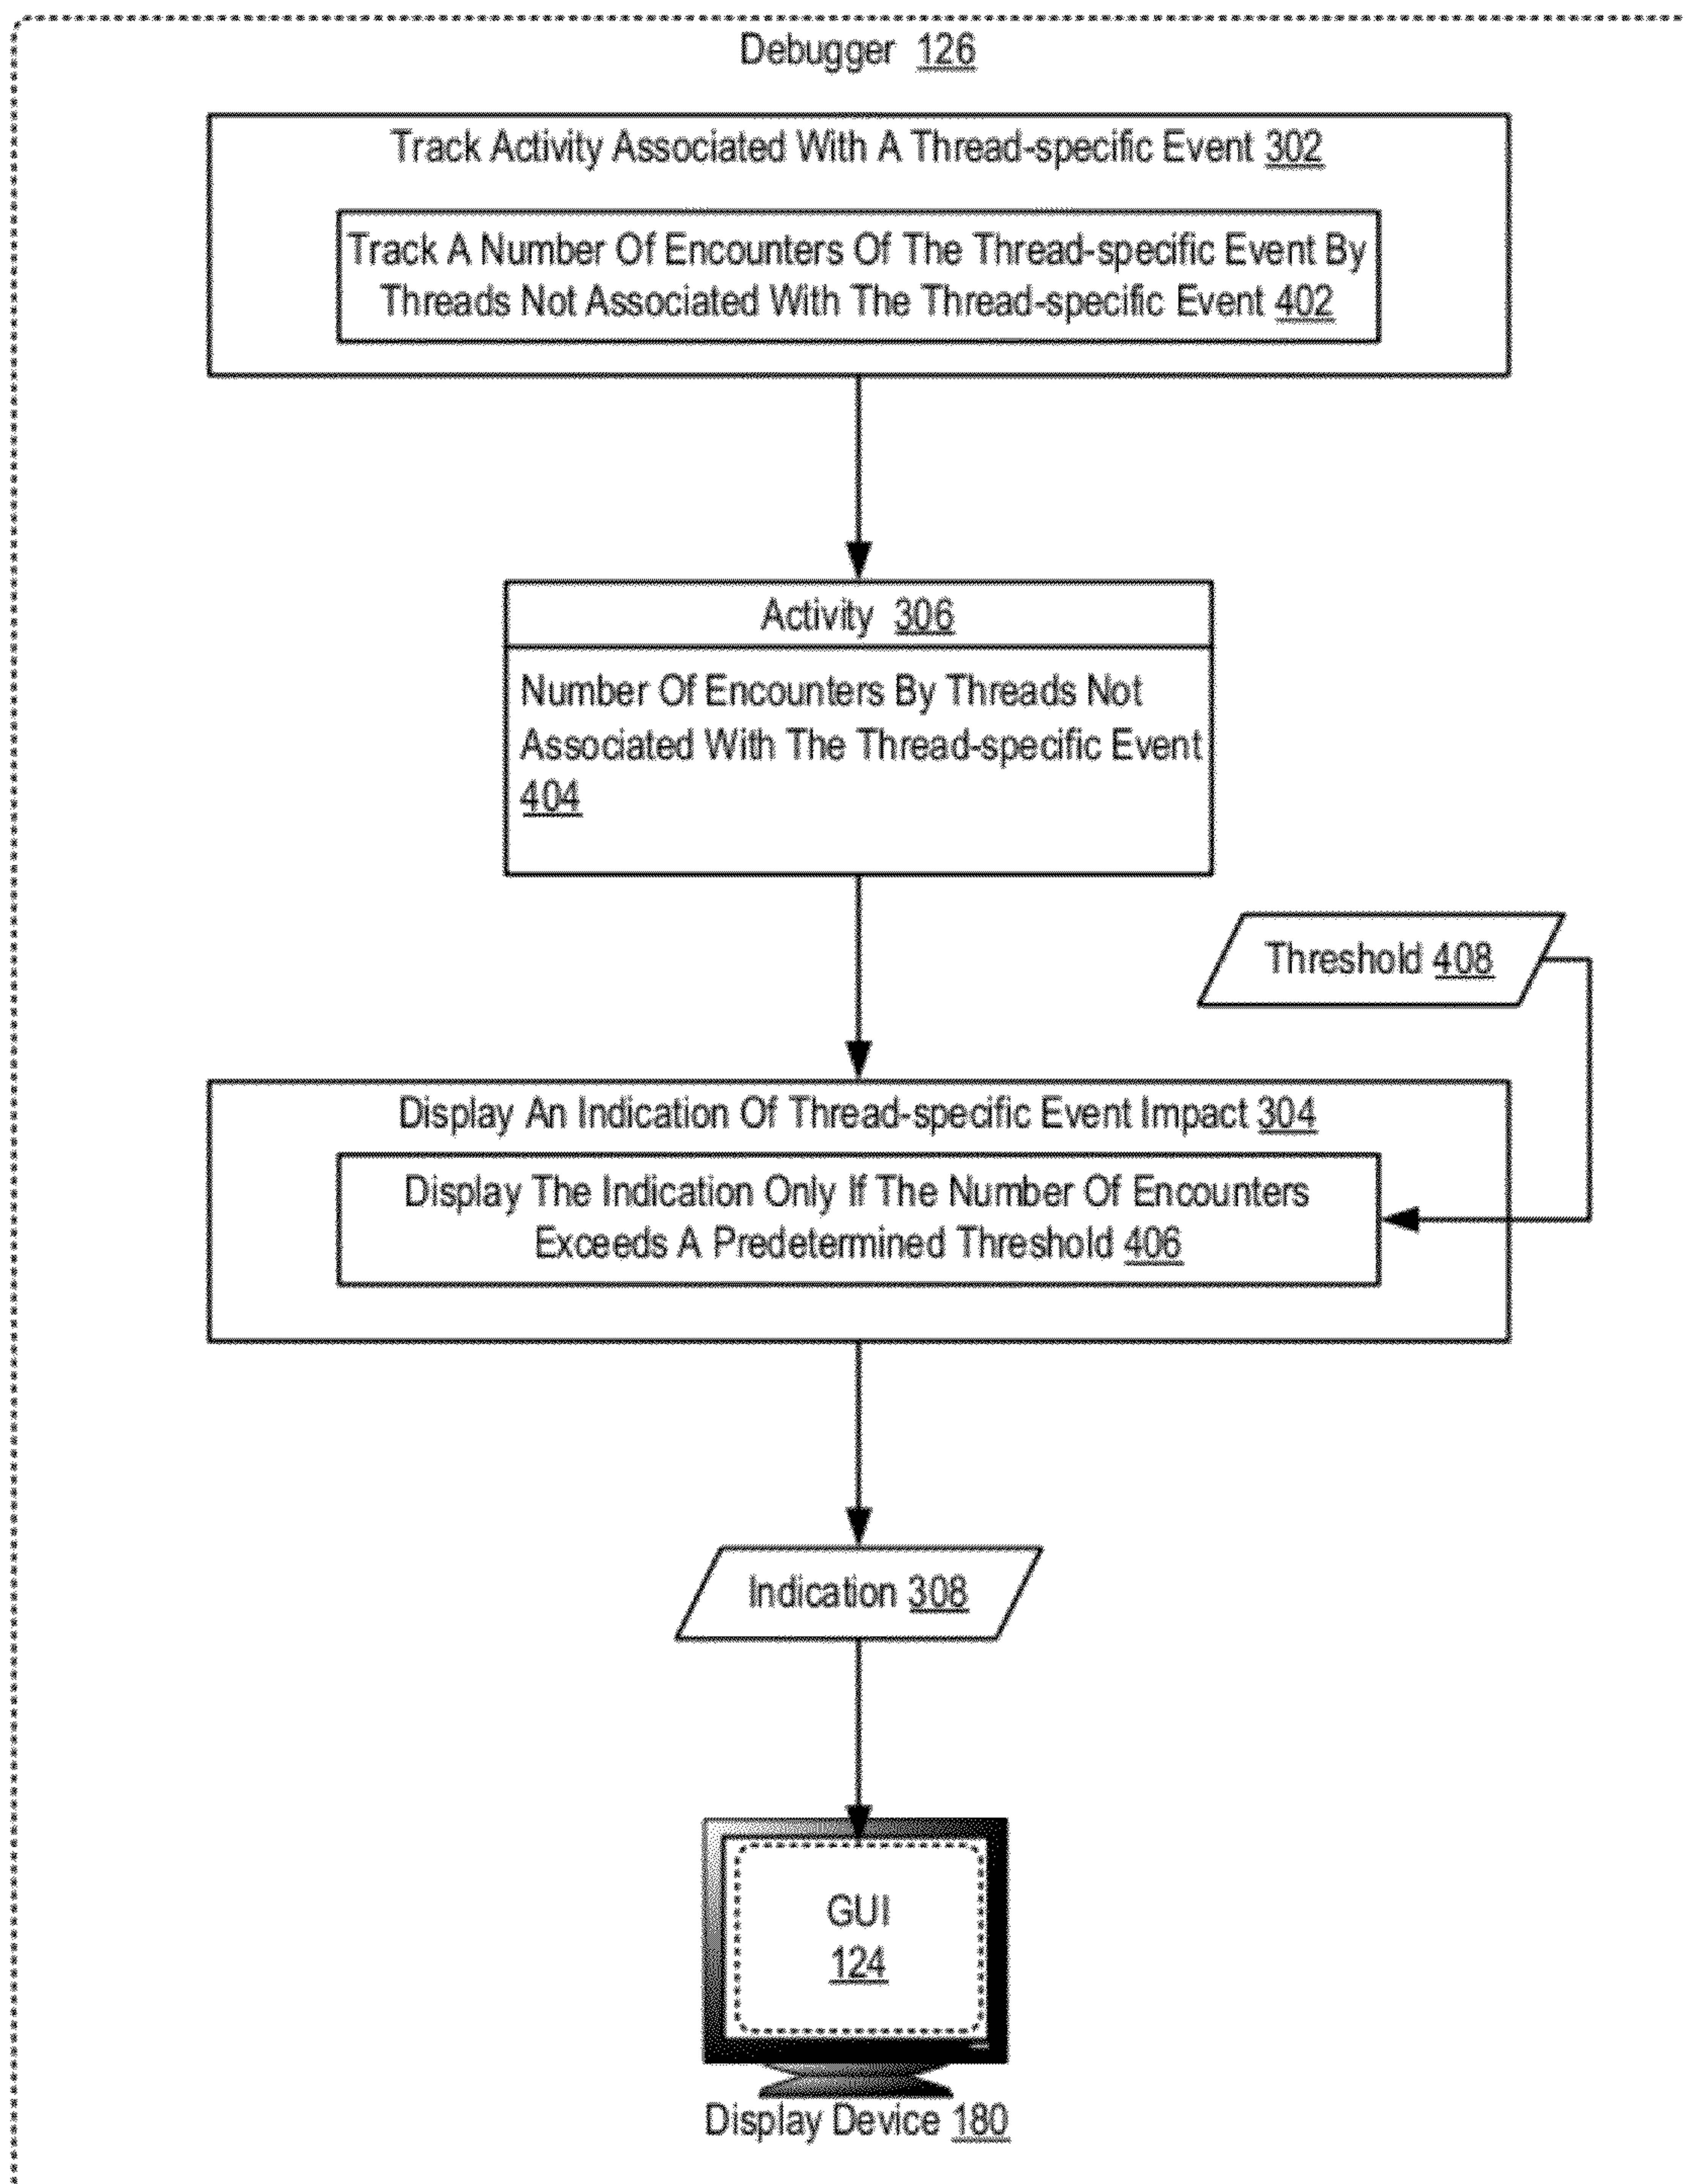 Debugger 126
Track Activity Associated With A Thread-specific Event 302
Track A Number Of Encounters Of The Thread-specific Event By
Threads Not Associated With The Thread-specific Event 402
Activity 306
Number Of Encounters By Threads Not
Associated With The Thread-specific Event
404
Threshold 408
Display An Indication Of Thread-specific Event Impact 304
Display The Indication Only If The Number Of Encounters
Exceeds A Predetermined Threshold 406
Indication 308
GUI
124
Display Device 180